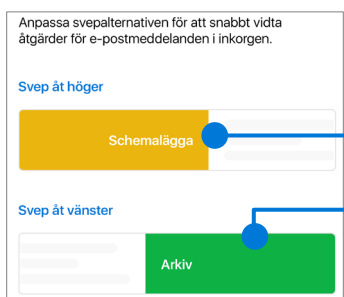 Anpassa svepalternativen för att snabbt vidta
åtgärder för e-postmeddelanden i inkorgen.
Svep åt höger
Schemalägga
Svep åt vänster
Arkiv